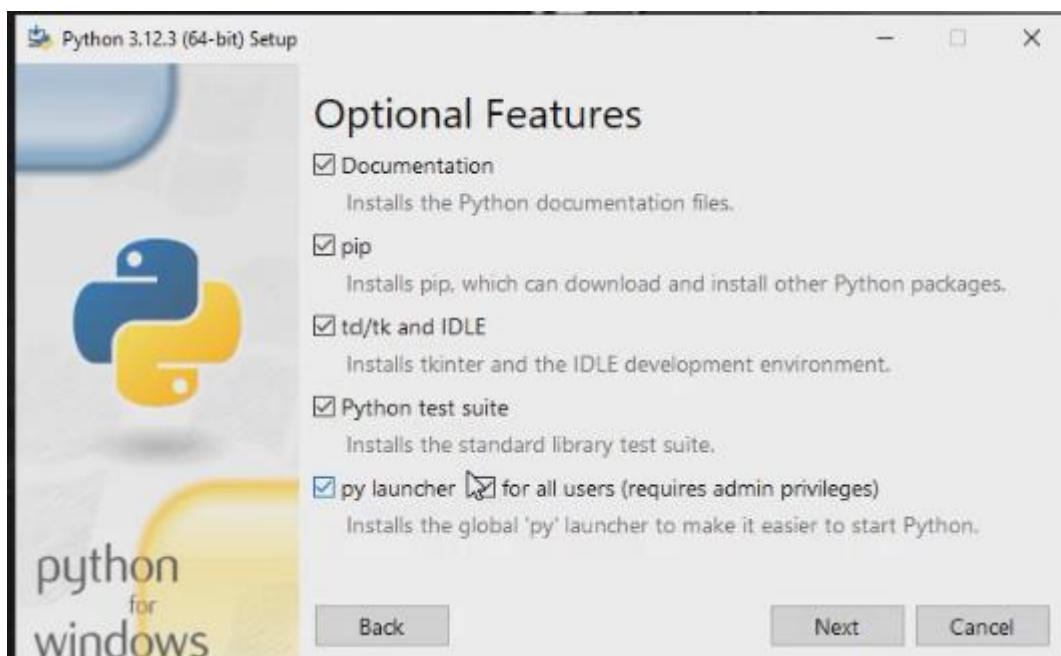 Python 3.12.3 (64-bit) Setup
Optional Features
Documentation
Installs the Python documentation files.
pip
Installs pip, which can download and install other Python packages.
tcl/tk and IDLE
Installs tkinter and the IDLE development environment.
Python test suite
Installs the standard library test suite.
py launcher for all users (requires admin privileges)
Installs the global 'py' launcher to make it easier to start Python.
python
for
windows
Back Next Cancel